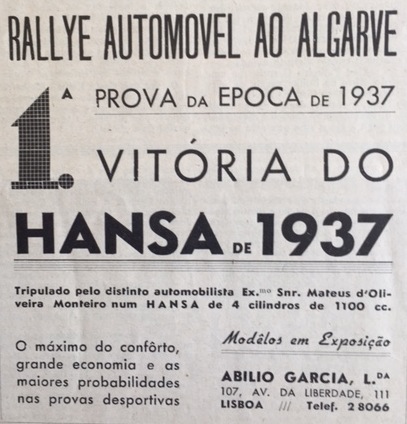 RALLYE AUTOMOVEL AO ALGARVE
1.ᴬ PROVA DA EPOCA DE 1937
VITÓRIA DO
HANSA DE 1937
Tripulado pelo distinto automobilista Ex.ᵐᵒ Snr. Mateus d'Oli-
veira Monteiro num HANSA de 4 cilindros de 1100 cc.
O máximo do confôrto,
grande economia e as
maiores probabilidades
nas provas desportivas
Modêlos em Exposição
ABILIO GARCIA, L.ᴰᴬ
107, AV. DA LIBERDADE, 111
LISBOA /// Telef. 2 8066